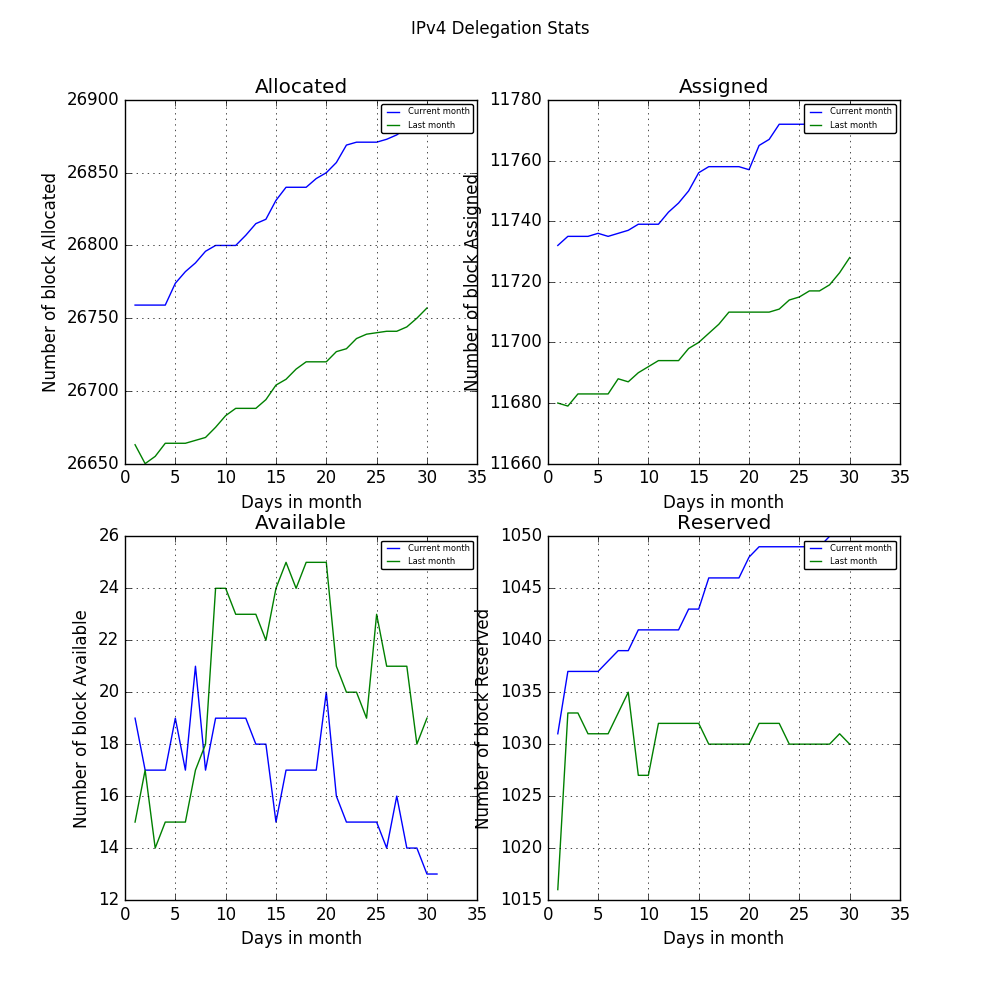 IPv4 Delegation Stats
Allocated
26900
26850
26800
26750
26700
26650
Number of block Allocated
Current month
Last month
0 5 10 15 20 25 30 35
Days in month
Assigned
11780
11760
11740
11720
11700
11680
11660
Number of block Assigned
Current month
Last month
0 5 10 15 20 25 30 35
Days in month
Available
26
24
22
20
18
16
14
12
Number of block Available
Current month
Last month
0 5 10 15 20 25 30 35
Days in month
Reserved
1050
1045
1040
1035
1030
1025
1020
1015
Number of block Reserved
Current month
Last month
0 5 10 15 20 25 30 35
Days in month